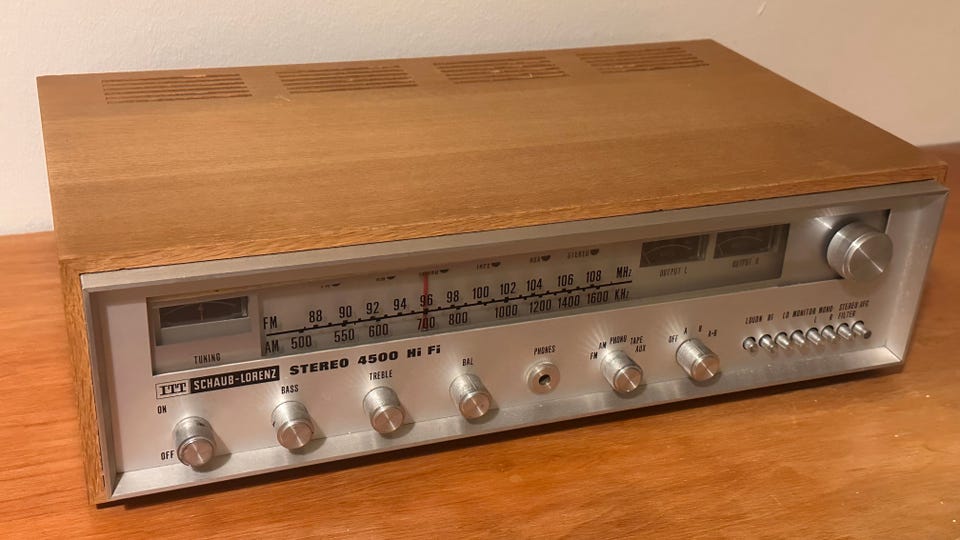 STEREO
OUTPUT L OUTPUT R
FM 88 90 92 94 96 98 100 102 104 106 108 MHz
AM 500 550 600 700 800 1000 1200 1400 1600 KHz
TUNING
ITT SCHAUB-LORENZ STEREO 4500 Hi Fi
ON
OFF
BASS
TREBLE
BAL
PHONES
FM AM PHONO TAPE AUX
OFF A B A+B
LOUDN HF LO MONITOR MONO STEREO AFC
L R FILTER